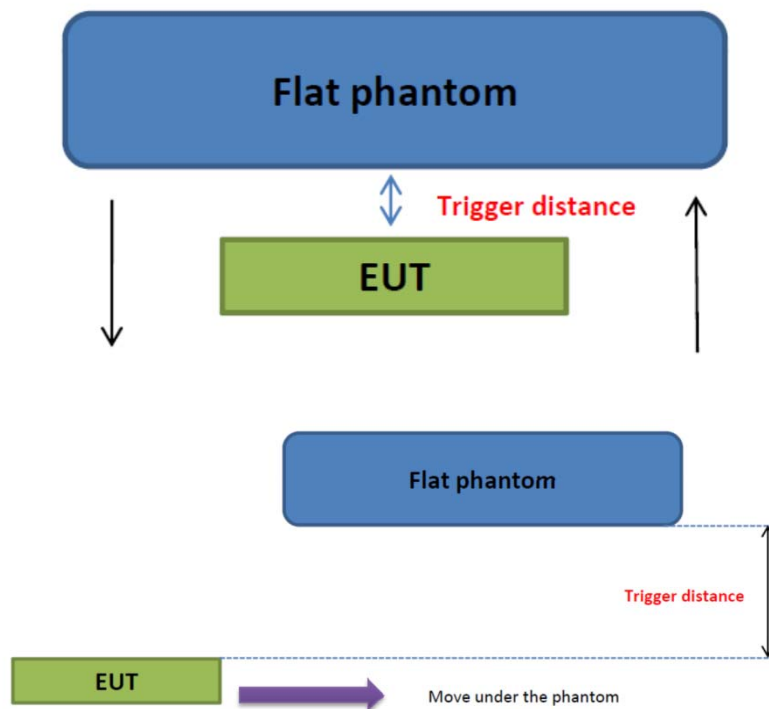 Flat phantom
Trigger distance
EUT
Flat phantom
Trigger distance
EUT
Move under the phantom